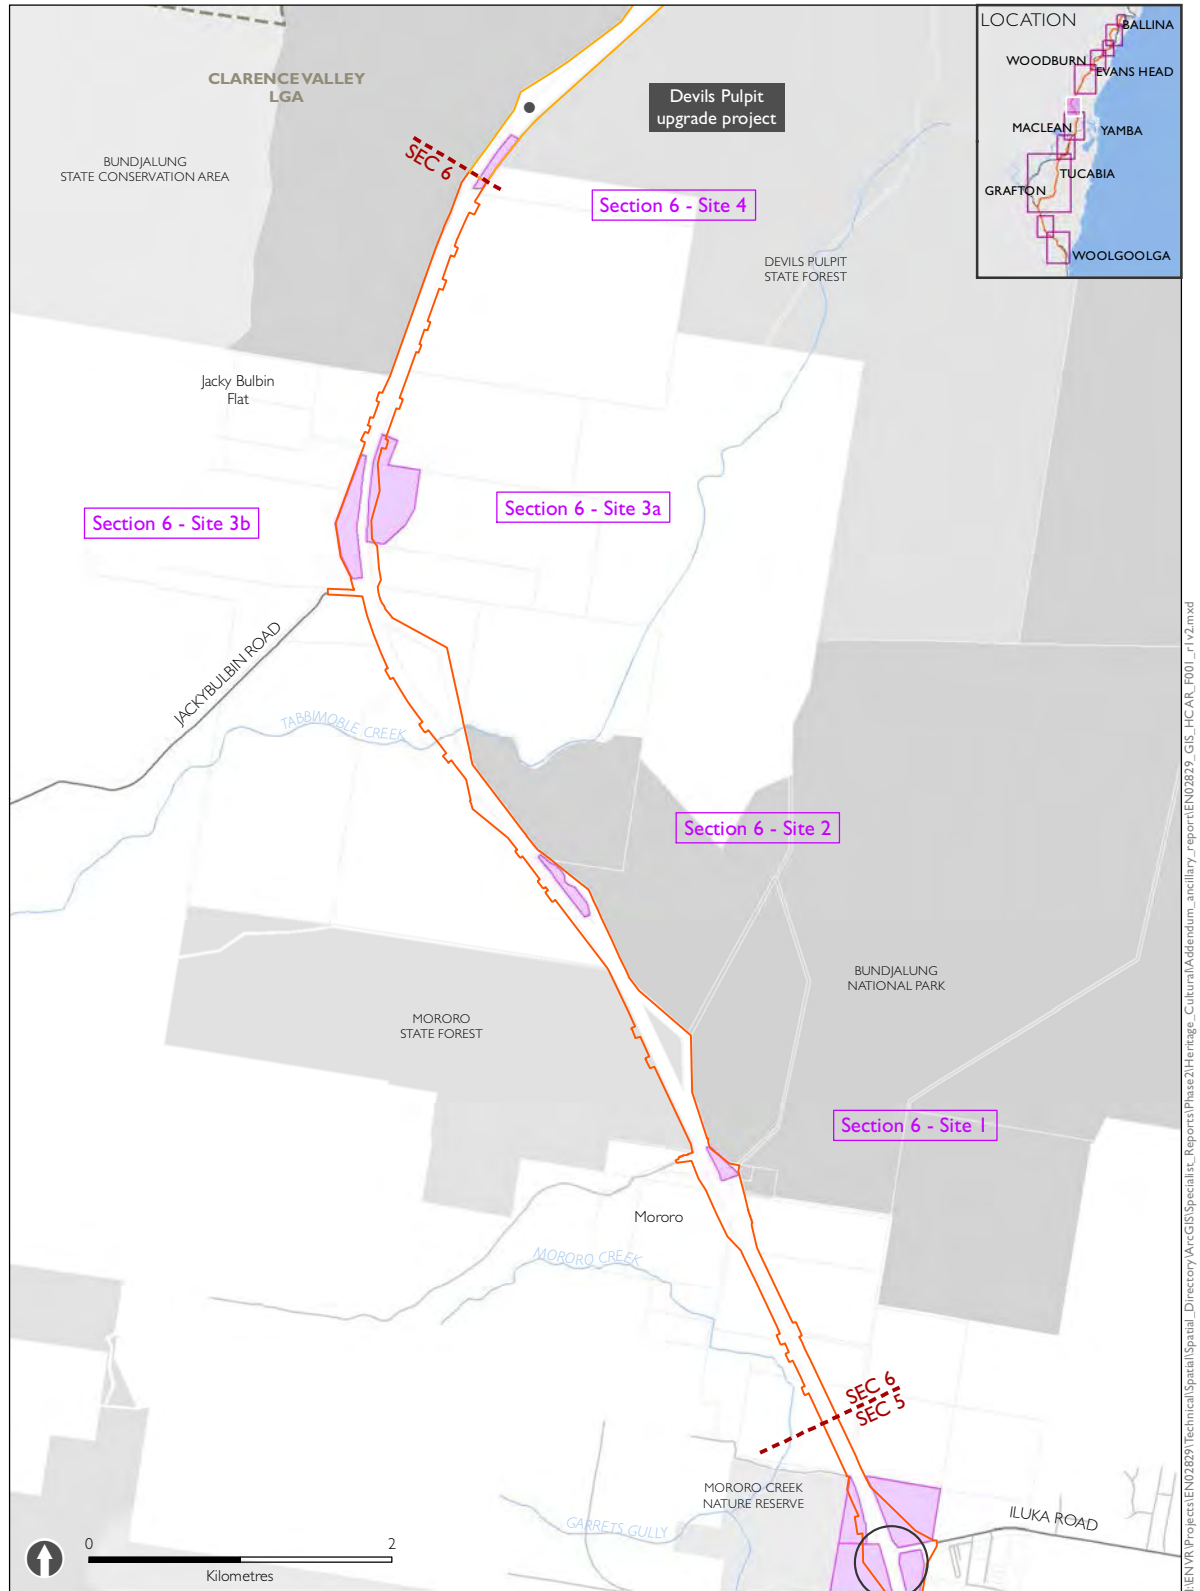 LOCATION
BALLINA
WOODBURN
EVANS HEAD
MACLEAN
YAMBA
TUCABIA
GRAFTON
WOOLGOOLGA
CLARENCE VALLEY
LGA
Devils Pulpit
upgrade project
BUNDJALUNG
STATE CONSERVATION AREA
SEC 6
Section 6 - Site 4
DEVILS PULPIT
STATE FOREST
Jacky Bulbin
Flat
Section 6 - Site 3b
Section 6 - Site 3a
JACKYBULBIN ROAD
TABBIMOBLE CREEK
Section 6 - Site 2
BUNDJALUNG
NATIONAL PARK
MORORO
STATE FOREST
Section 6 - Site 1
Mororo
MORORO CREEK
SEC 6
SEC 5
MORORO CREEK
NATURE RESERVE
ILUKA ROAD
GARRETS GULLY
0 2
Kilometres
\ENVR\Projects\EN02829\Technical\Spatial\Spatial_Directory\ArcGIS\Specialist_Reports\Phase2\Heritage_Cultural\Addendum_ancillary_report\EN02829_GIS_HCAR_F001_r1v2.mxd